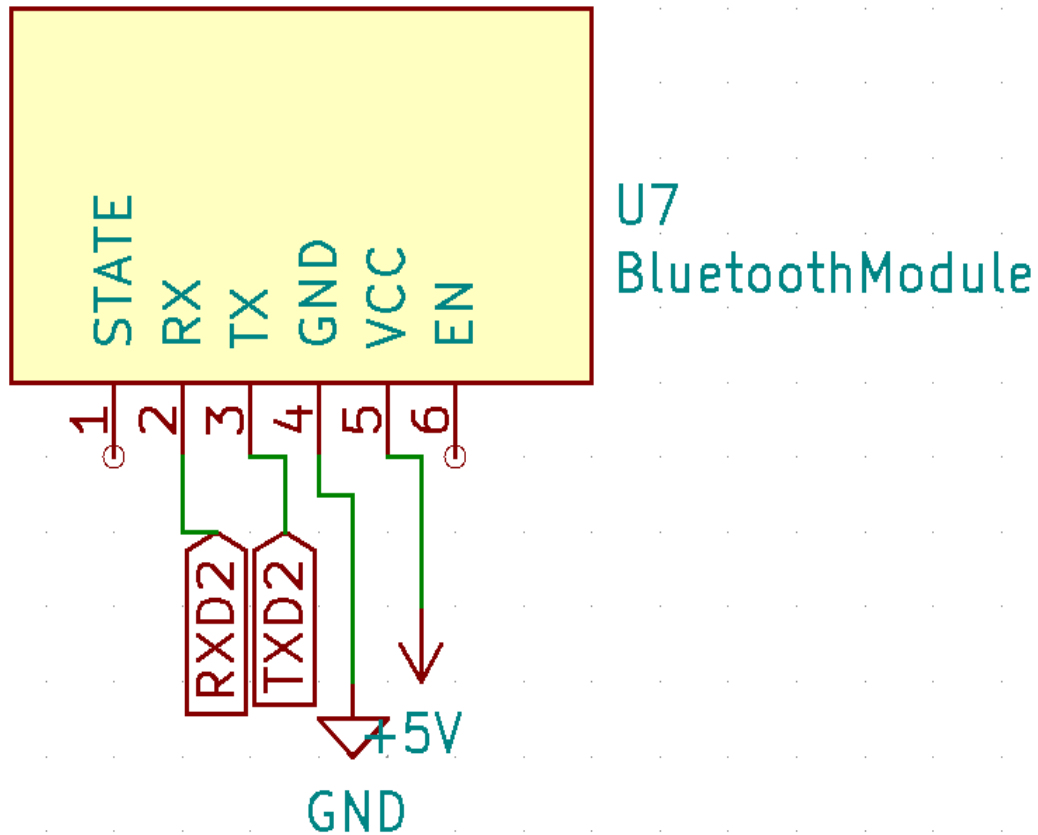 STATE
RX
TX
GND
VCC
EN
U7
BluetoothModule
1
2
3
4
5
6
RXD2
TXD2
+5V
GND